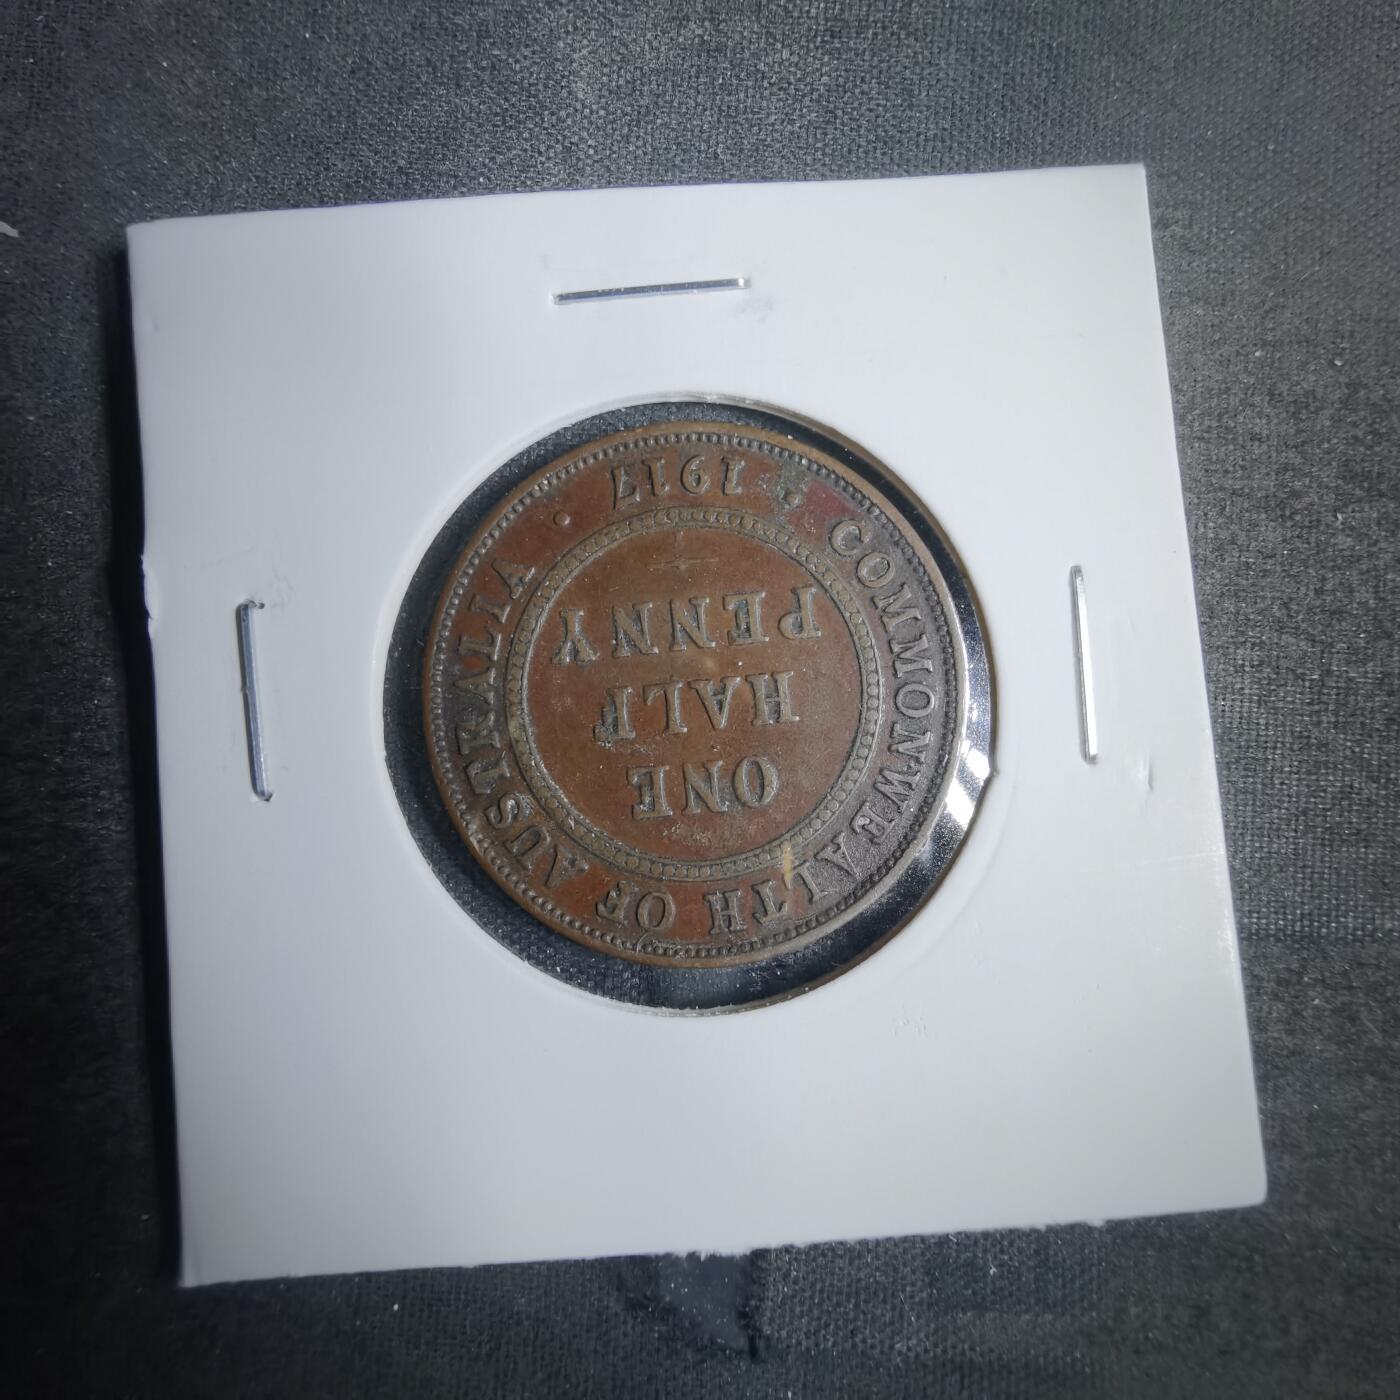 COMMONWEALTH OF AUSTRALIA
ONE
HALF
PENNY
1917